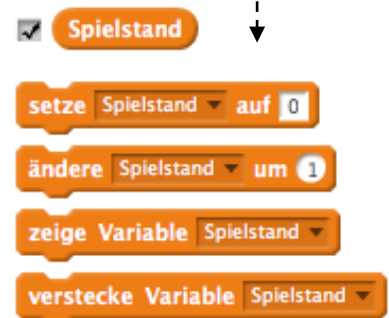 Spielstand
setze Spielstand auf 0
ändere Spielstand um 1
zeige Variable Spielstand
verstecke Variable Spielstand